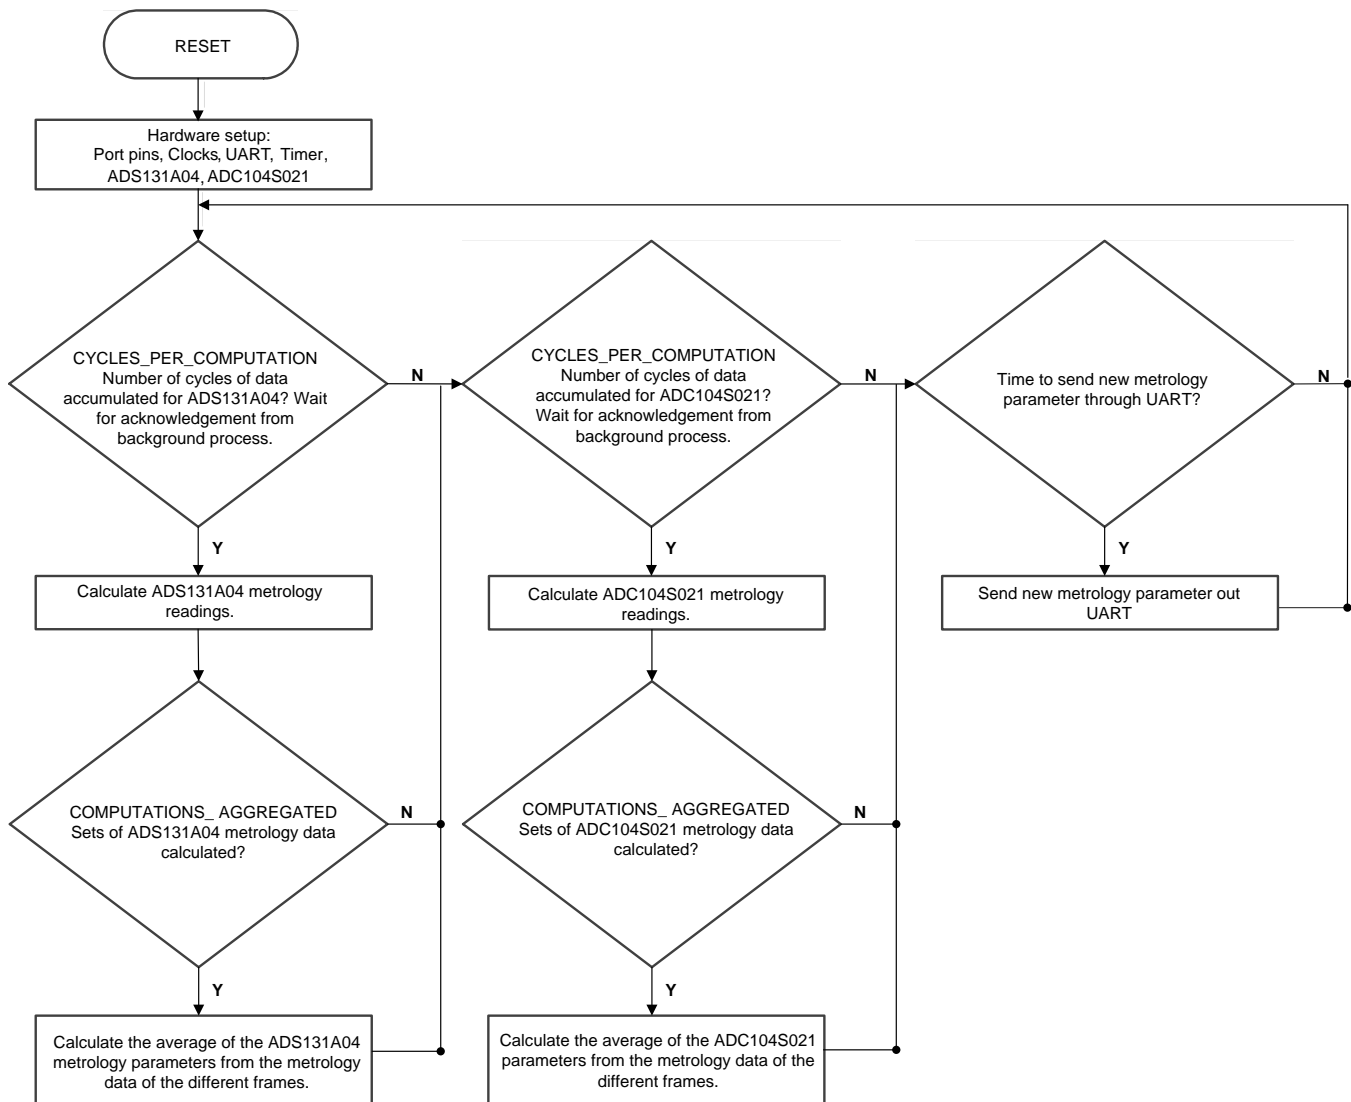 RESET
Hardware setup:
Port pins, Clocks, UART, Timer,
ADS131A04, ADC104S021
CYCLES_PER_COMPUTATION
Number of cycles of data
accumulated for ADS131A04? Wait
for acknowledgement from
background process.
N
Y
CYCLES_PER_COMPUTATION
Number of cycles of data
accumulated for ADC104S021?
Wait for acknowledgement from
background process.
N
Y
Time to send new metrology
parameter through UART?
N
Y
Calculate ADS131A04 metrology
readings.
Calculate ADC104S021 metrology
readings.
Send new metrology parameter out
UART
COMPUTATIONS_ AGGREGATED
Sets of ADS131A04 metrology data
calculated?
N
Y
COMPUTATIONS_ AGGREGATED
Sets of ADC104S021 metrology data
calculated?
N
Y
Calculate the average of the ADS131A04
metrology parameters from the metrology
data of the different frames.
Calculate the average of the ADC104S021
parameters from the metrology data of the
different frames.